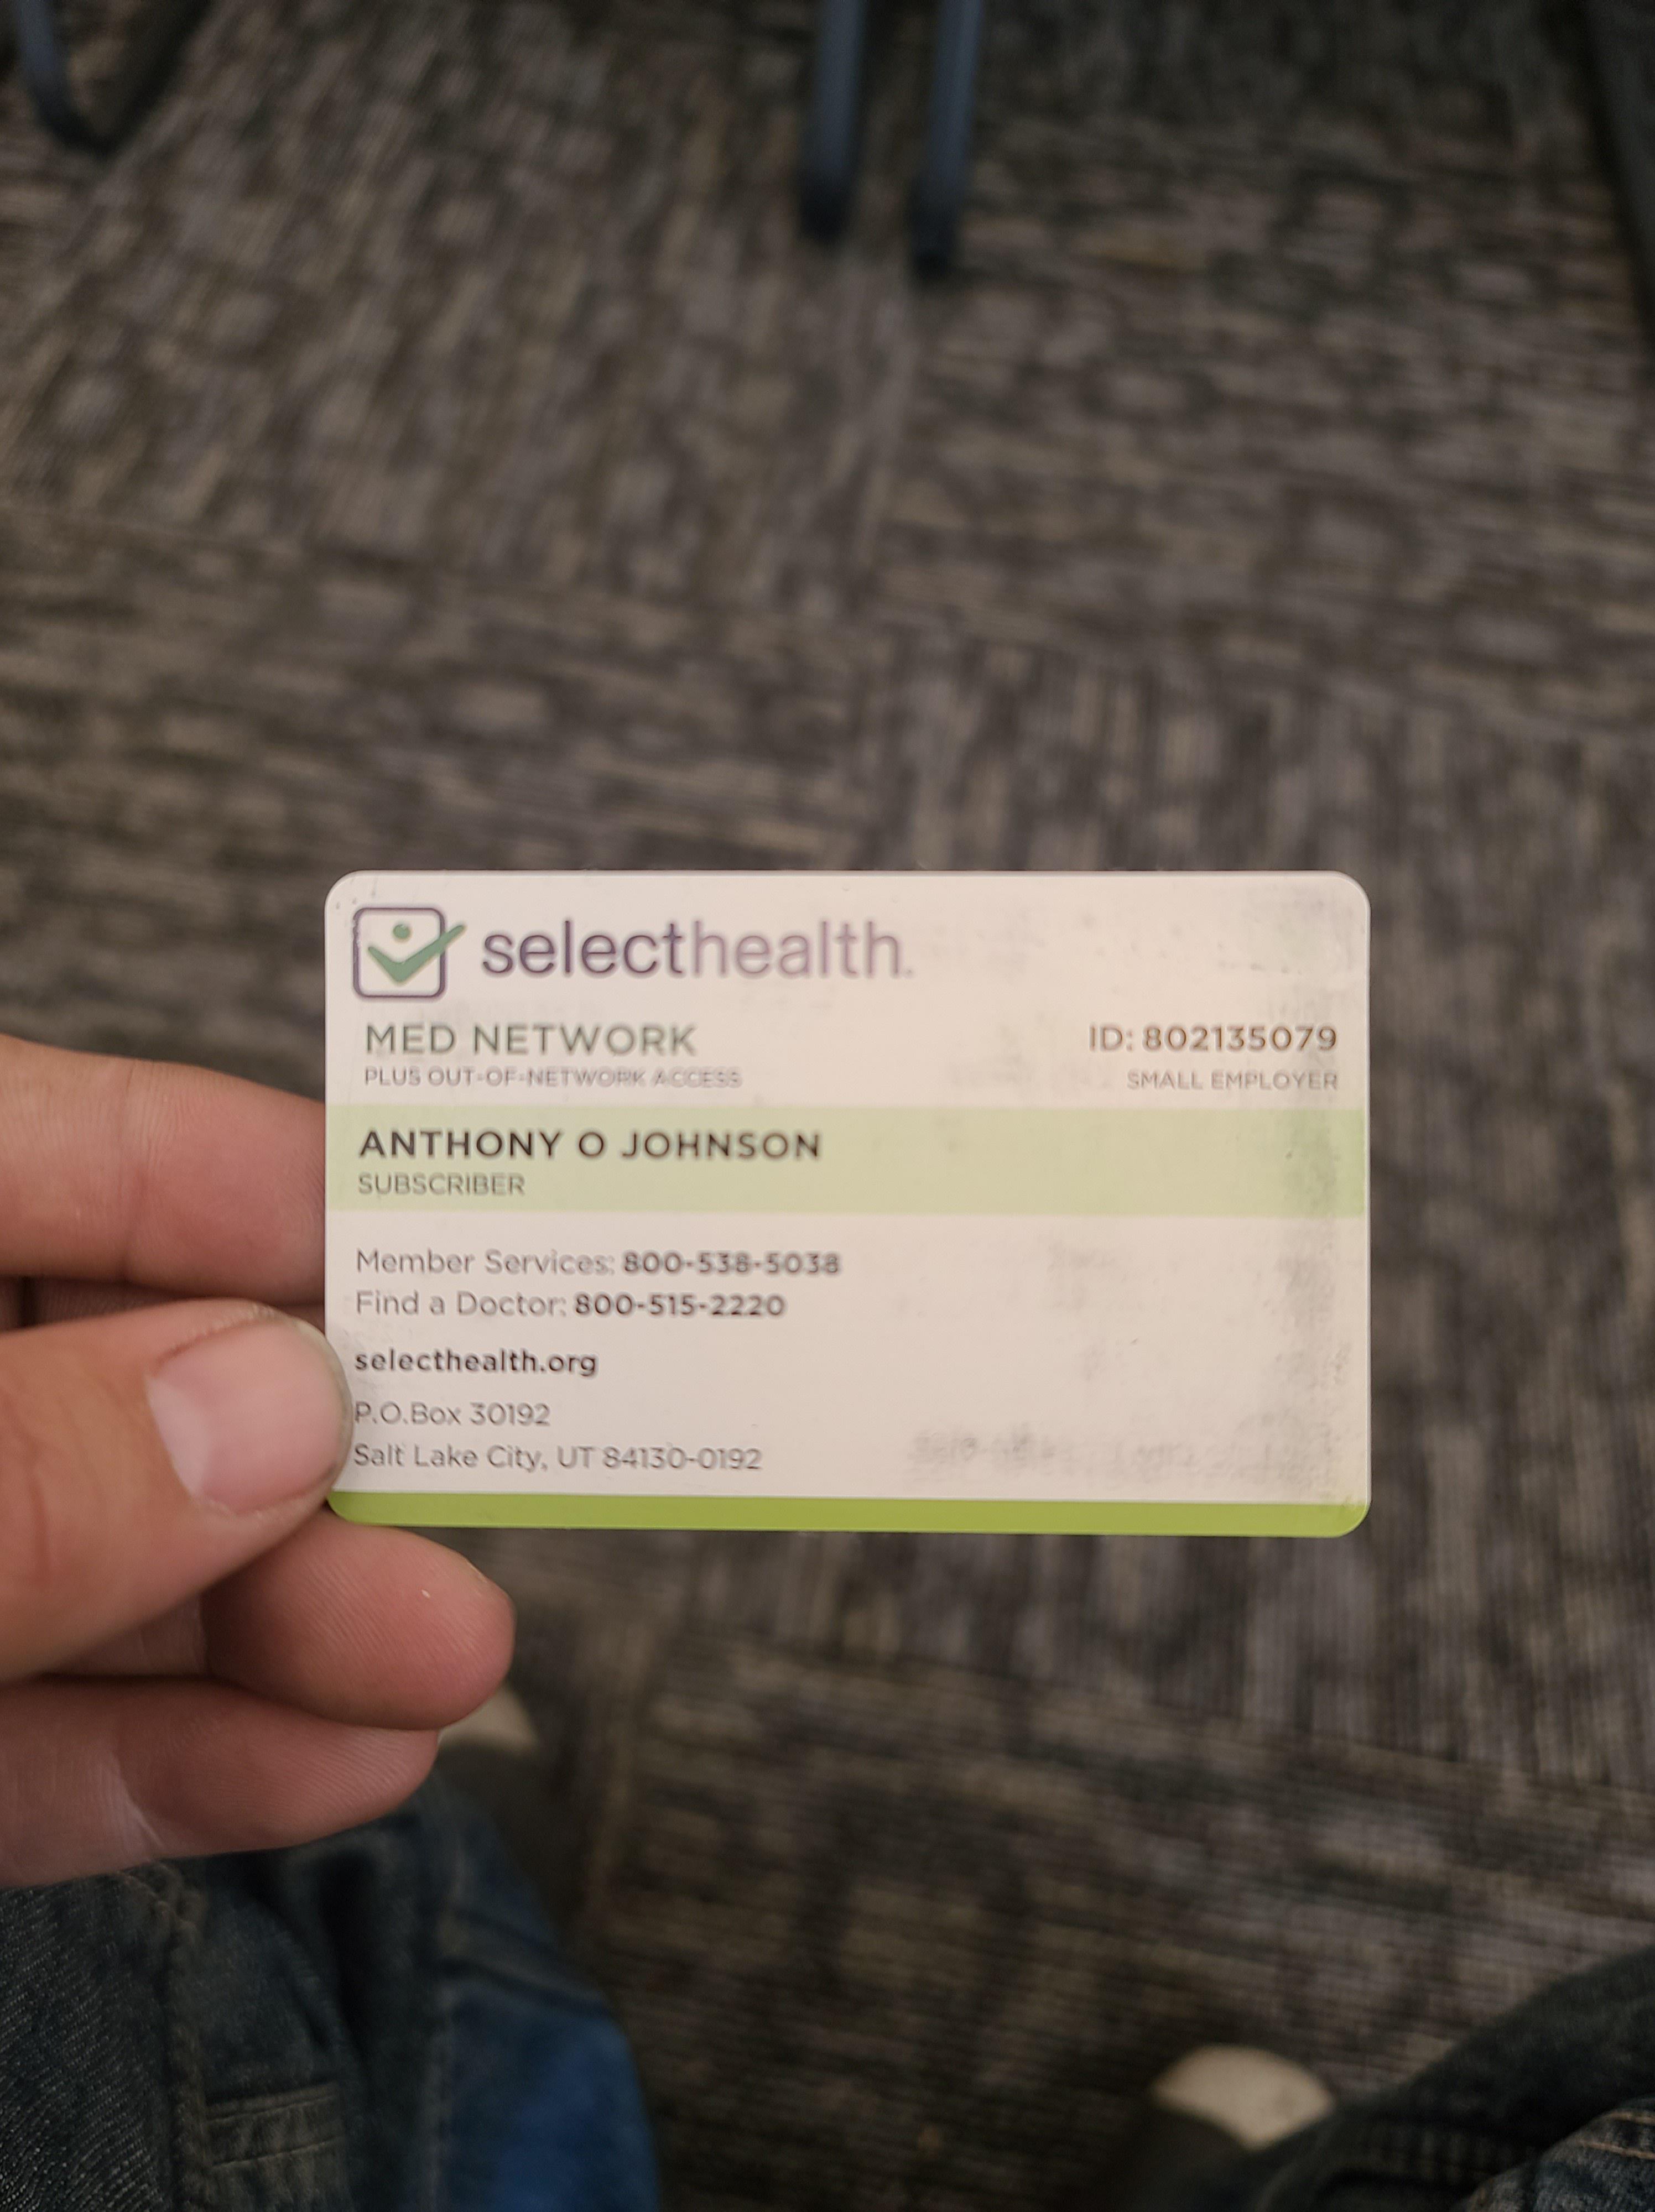 selecthealth.
MED NETWORK
PLUS OUT-OF-NETWORK ACCESS
ID: 802135079
SMALL EMPLOYER
ANTHONY O JOHNSON
SUBSCRIBER
Member Services: 800-538-5038
Find a Doctor: 800-515-2220
selecthealth.org
P.O.Box 30192
Salt Lake City, UT 84130-0192